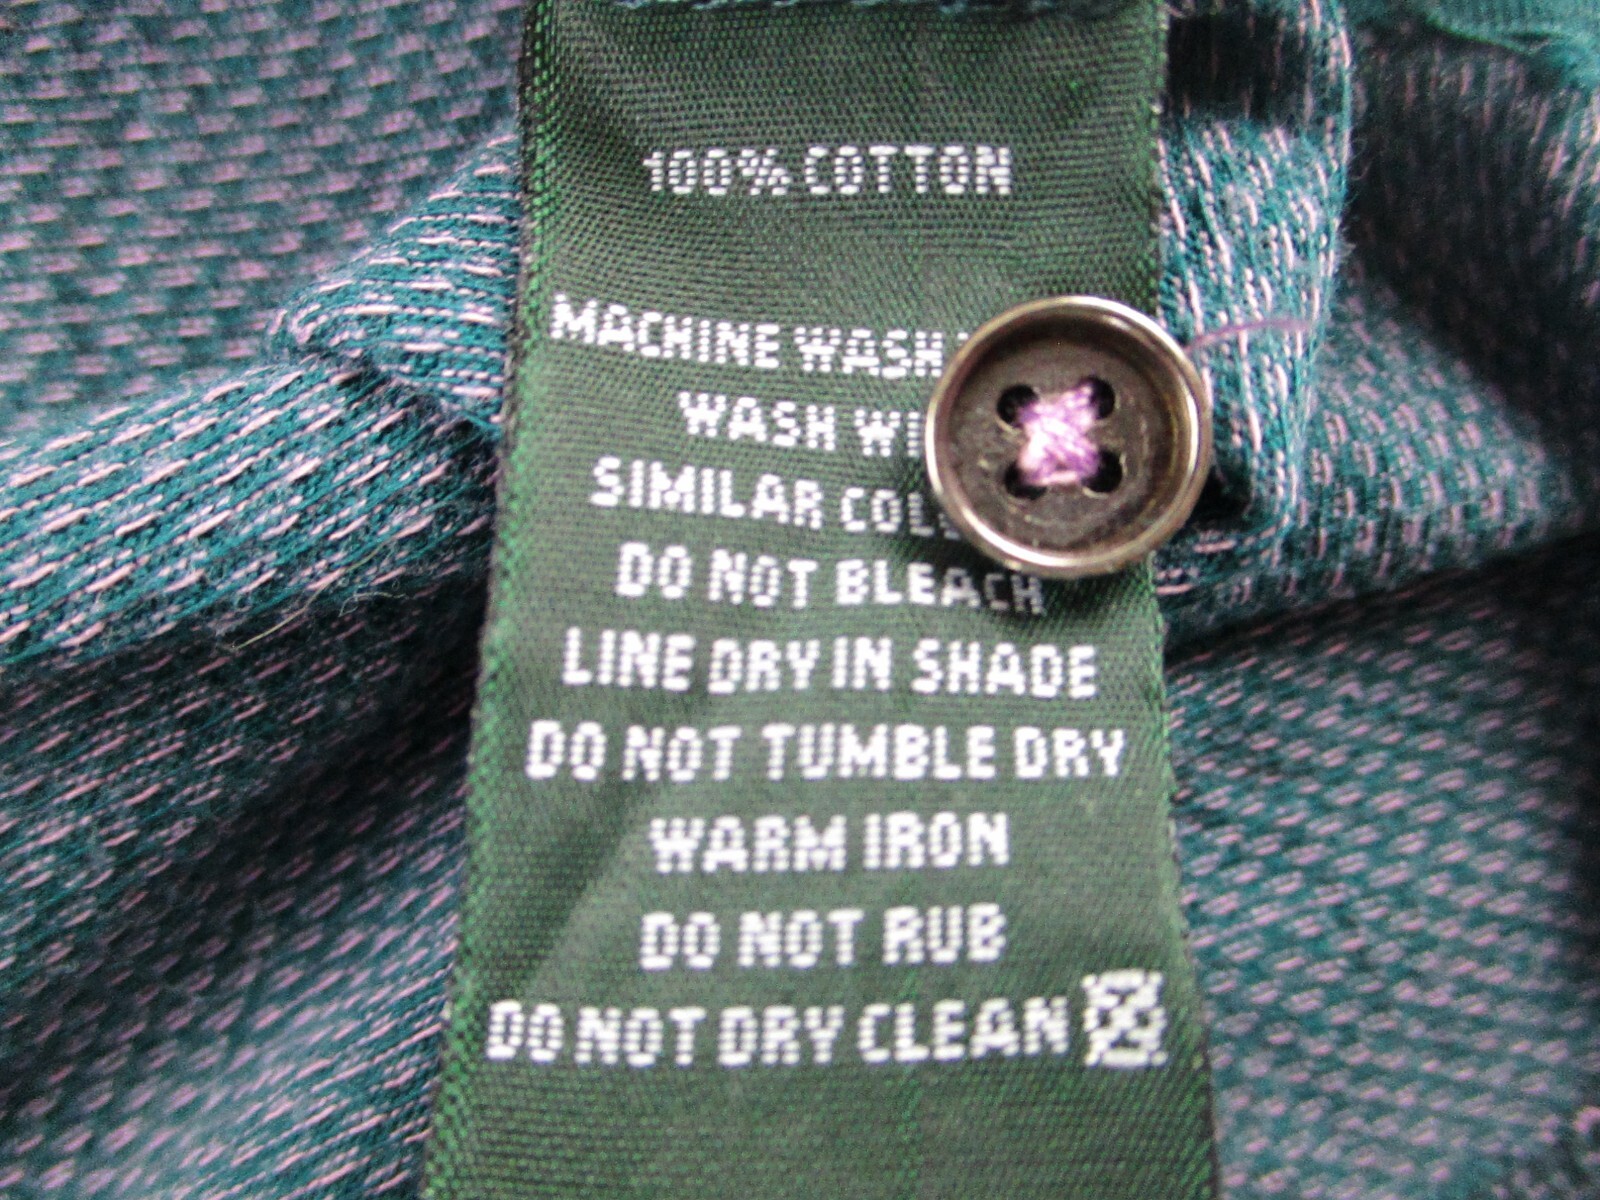 100% COTTON
MACHINE WASH
WASH
SIMILAR
DO NOT BLEACH
LINE DRY IN SHADE
DO NOT TUMBLE DRY
WARM IRON
DO NOT RUB
DO NOT DRY CLEAN